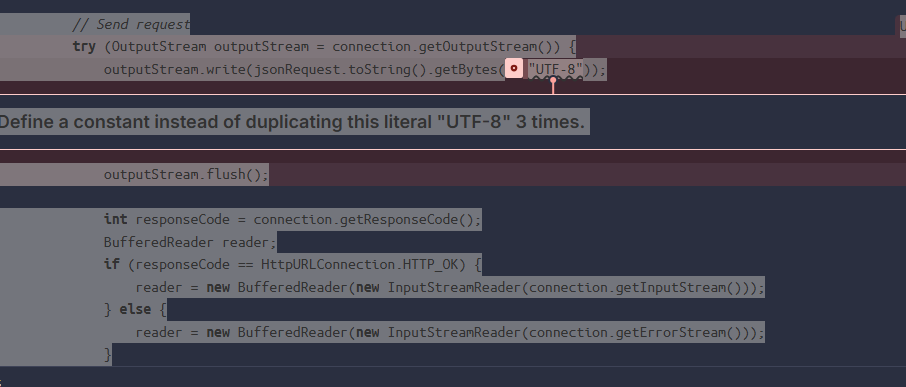 // Send request
try (OutputStream outputStream = connection.getOutputStream()) {
outputStream.write(jsonRequest.toString().getBytes("UTF-8"));
Define a constant instead of duplicating this literal "UTF-8" 3 times.
outputStream.flush();
int responseCode = connection.getResponseCode();
BufferedReader reader;
if (responseCode == HttpURLConnection.HTTP_OK) {
reader = new BufferedReader(new InputStreamReader(connection.getInputStream()));
} else {
reader = new BufferedReader(new InputStreamReader(connection.getErrorStream()));
}